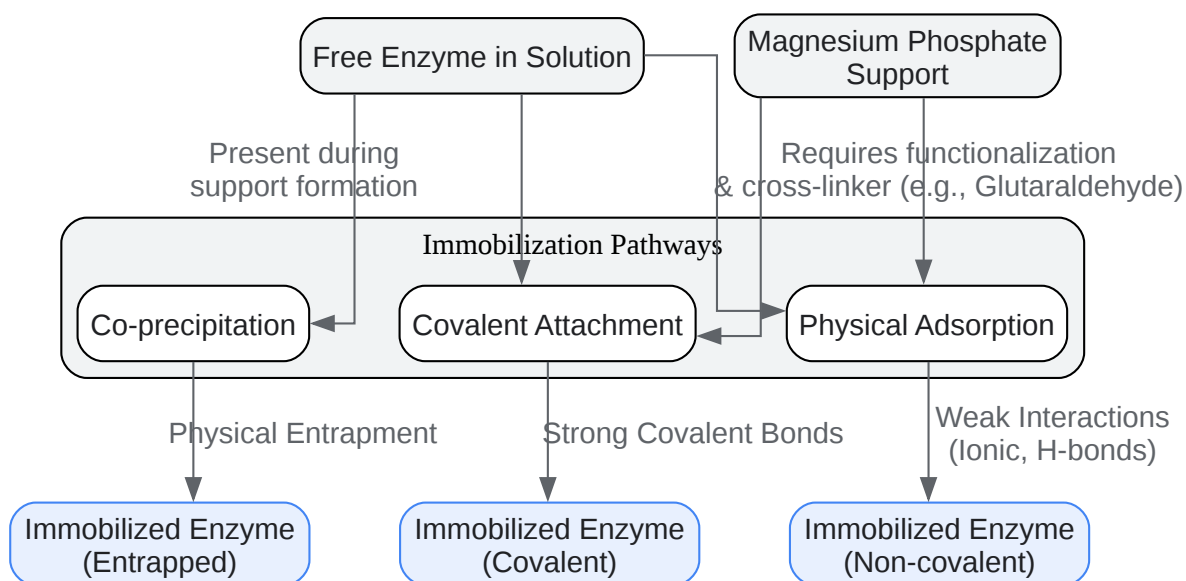 Free Enzyme in Solution
Magnesium Phosphate
Support
Present during
support formation
Requires functionalization
& cross-linker (e.g., Glutaraldehyde)
Immobilization Pathways
Co-precipitation
Covalent Attachment
Physical Adsorption
Physical Entrapment
Strong Covalent Bonds
Weak Interactions
(Ionic, H-bonds)
Immobilized Enzyme
(Entrapped)
Immobilized Enzyme
(Covalent)
Immobilized Enzyme
(Non-covalent)